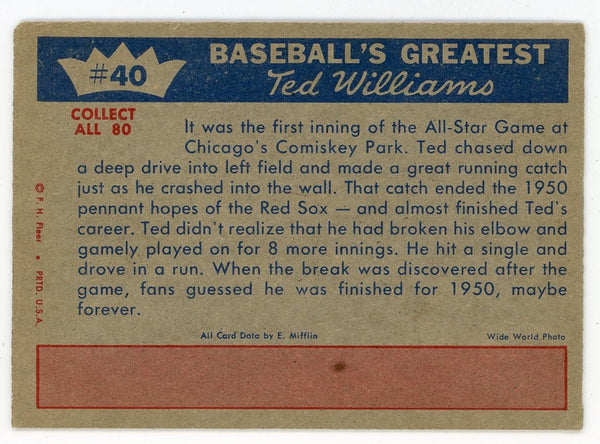 #40
BASEBALL'S GREATEST
Ted Williams
COLLECT
ALL 80
It was the first inning of the All-Star Game at
Chicago's Comiskey Park. Ted chased down
a deep drive into left field and made a great running catch
just as he crashed into the wall. That catch ended the 1950
pennant hopes of the Red Sox — and almost finished Ted's
career. Ted didn't realize that he had broken his elbow and
gamely played on for 8 more innings. He hit a single and
drove in a run. When the break was discovered after the
game, fans guessed he was finished for 1950, maybe
forever.
© F. H. Fleer • PRTD. U.S.A.
All Card Data by E. Mifflin
Wide World Photo